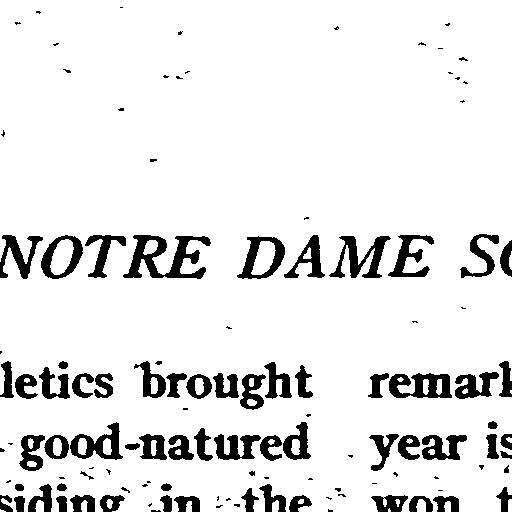 NOTRE DAME SC
letics brought
good-natured
siding in the
remark
year is
won t